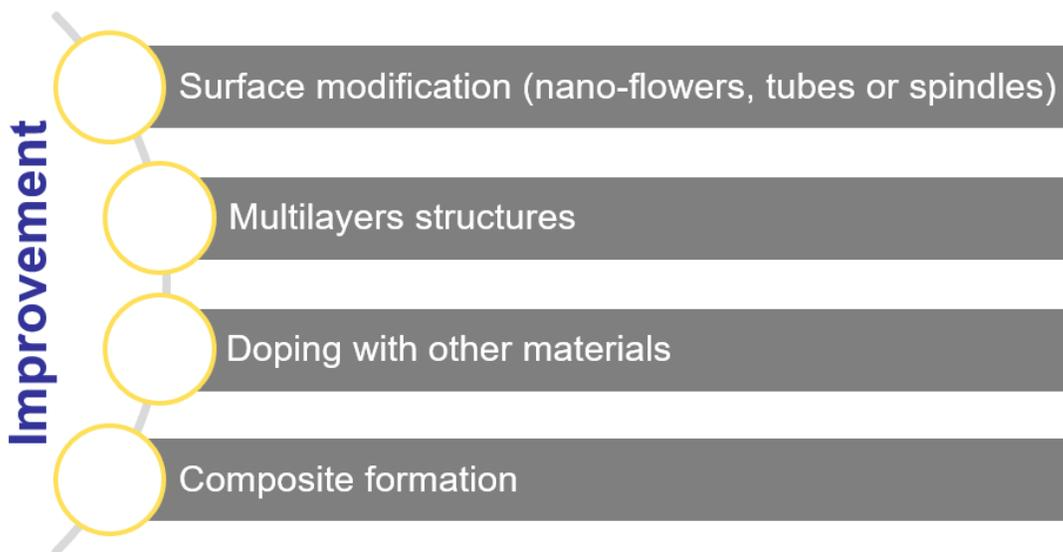 Improvement
Surface modification (nano-flowers, tubes or spindles)
Multilayers structures
Doping with other materials
Composite formation